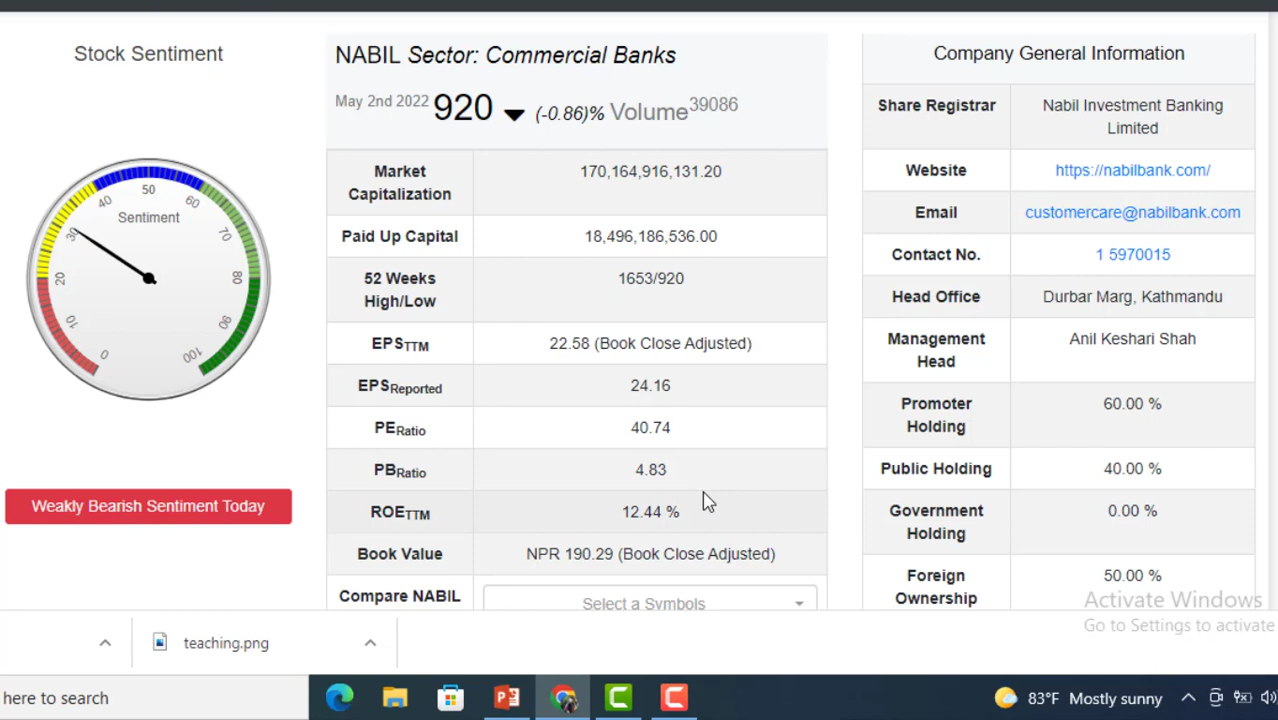 Stock Sentiment
50
40
60
Sentiment
30
70
20
80
10
90
0
100
Weakly Bearish Sentiment Today
NABIL Sector: Commercial Banks
May 2nd 2022 920 (-0.86)% Volume 39086
Market Capitalization 170,164,916,131.20
Paid Up Capital 18,496,186,536.00
52 Weeks High/Low 1653/920
EPSTTM 22.58 (Book Close Adjusted)
EPSReported 24.16
PERatio 40.74
PBRatio 4.83
ROETTM 12.44 %
Book Value NPR 190.29 (Book Close Adjusted)
Compare NABIL Select a Symbols
Company General Information
Share Registrar Nabil Investment Banking Limited
Website https://nabilbank.com/
Email customercare@nabilbank.com
Contact No. 1 5970015
Head Office Durbar Marg, Kathmandu
Management Head Anil Keshari Shah
Promoter Holding 60.00 %
Public Holding 40.00 %
Government Holding 0.00 %
Foreign Ownership 50.00 %
Activate Windows
Go to Settings to activate
teaching.png
here to search
83°F Mostly sunny